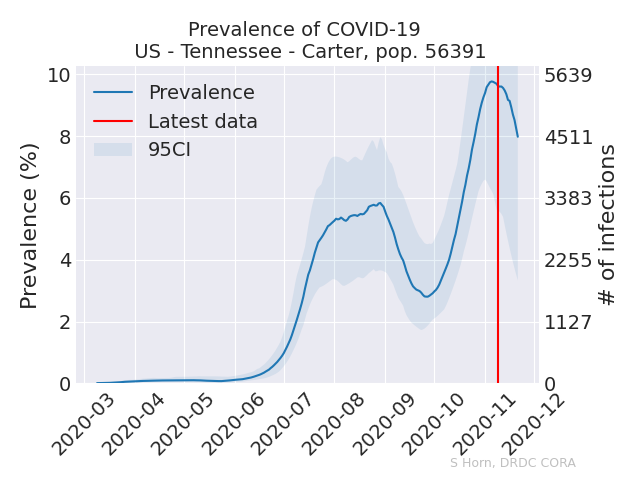 Prevalence of COVID-19
US - Tennessee - Carter, pop. 56391
Prevalence
Latest data
95CI
Prevalence (%)
10
8
6
4
2
0
5639
4511
3383
2255
1127
0
# of infections
2020-03
2020-04
2020-05
2020-06
2020-07
2020-08
2020-09
2020-10
2020-11
2020-12
S Horn, DRDC CORA